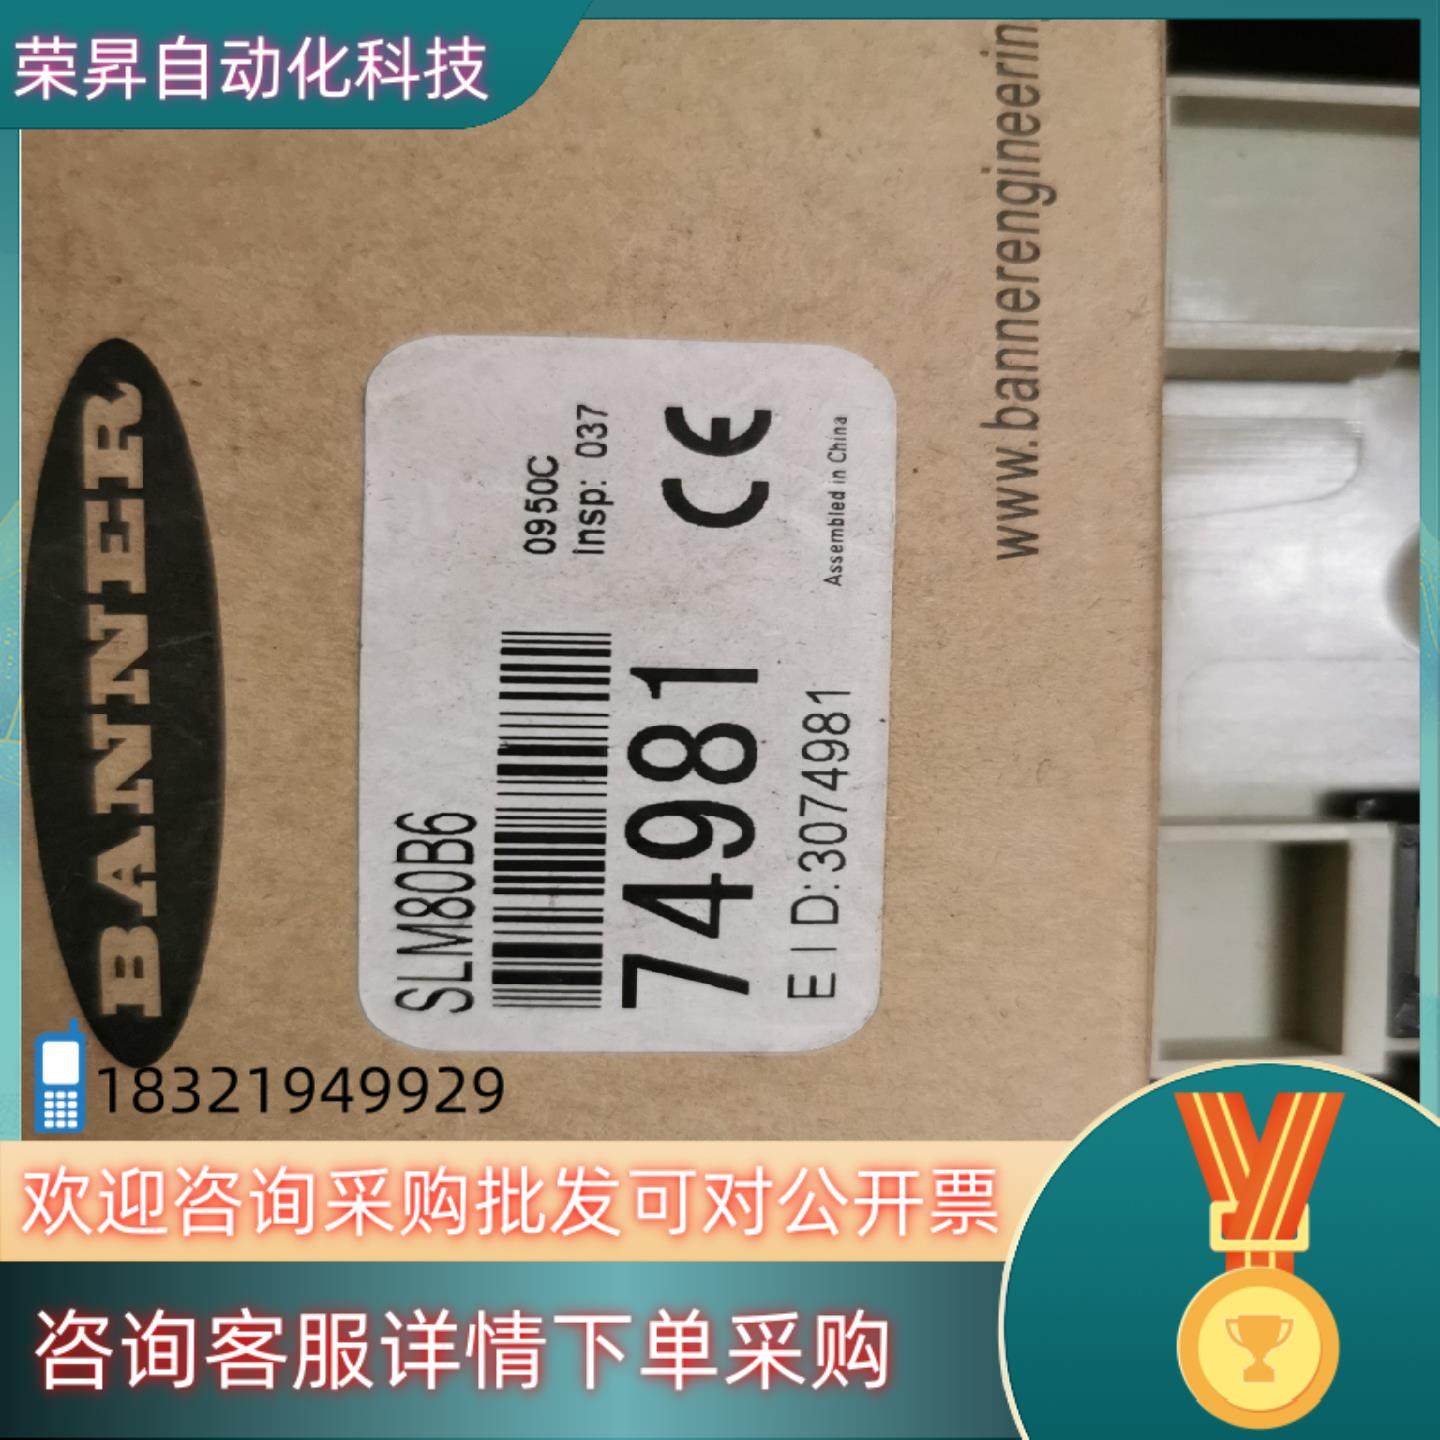 荣昇自动化科技
BANNER
SLM80B6
0950C
insp: 037
74981
CE
EID:3074981
Assembled in China
www.bannerengineerin
18321949929
欢迎咨询采购批发可对公开票
咨询客服详情下单采购